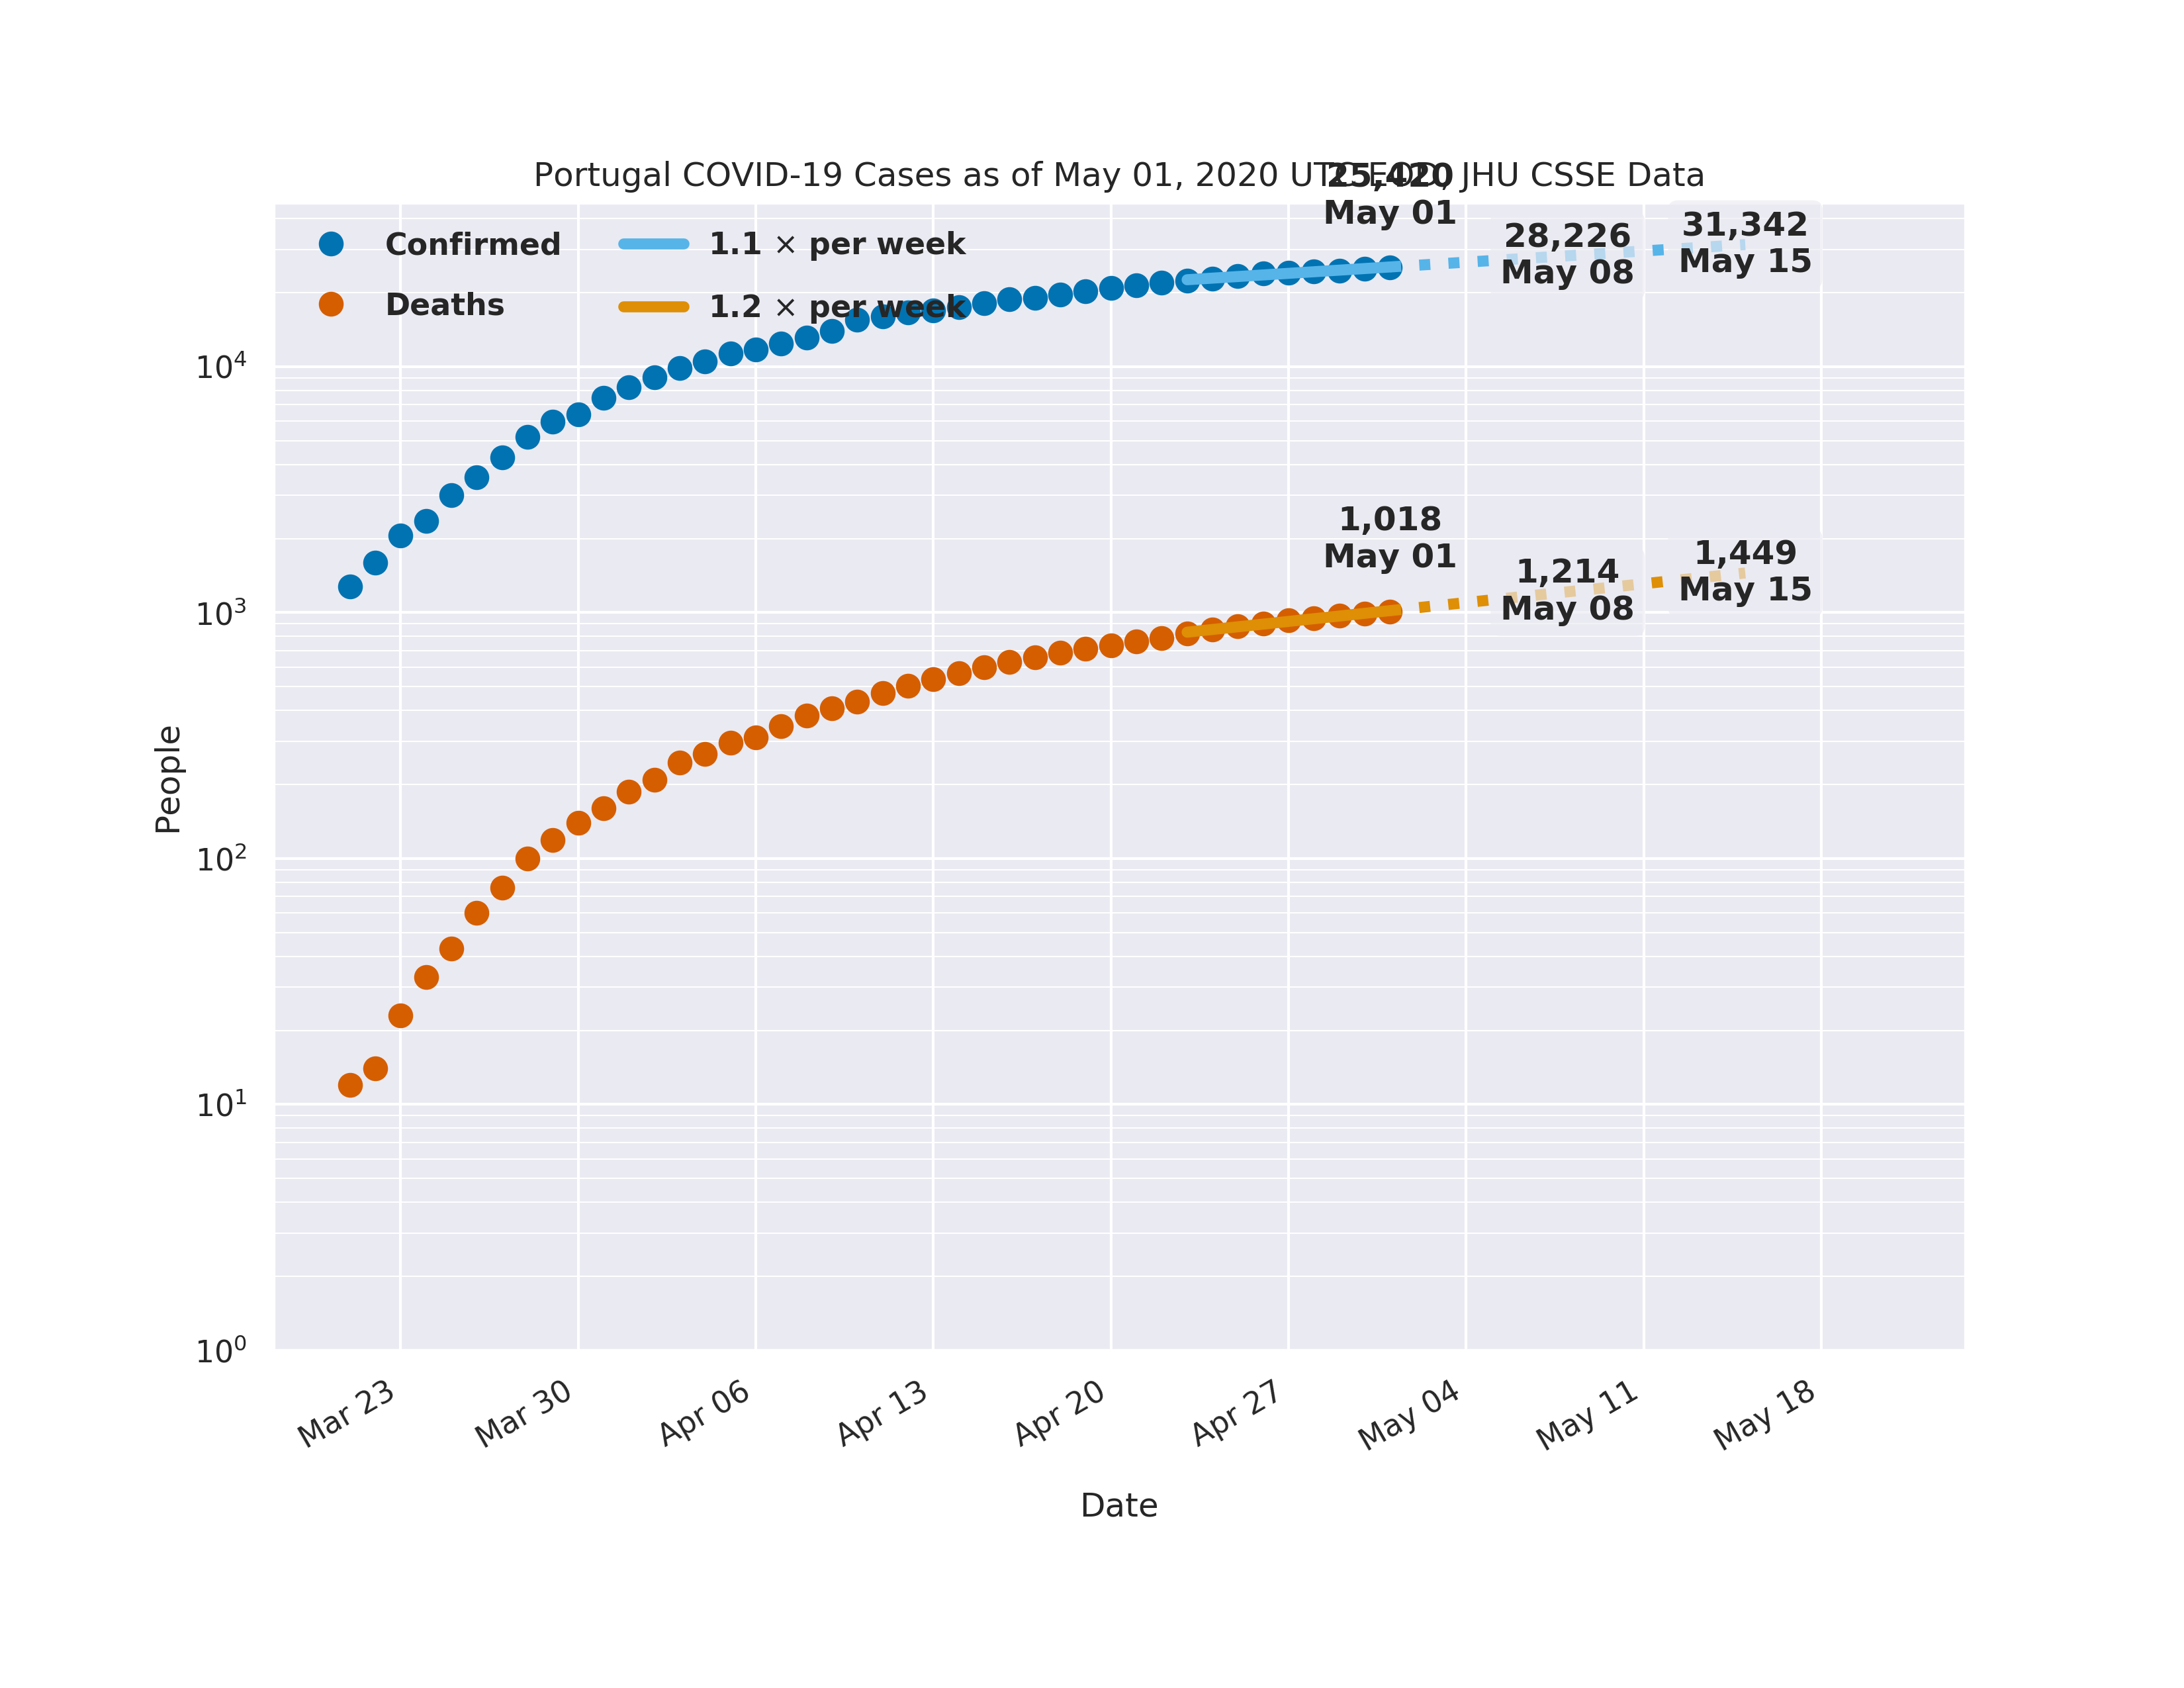 Portugal COVID-19 Cases as of May 01, 2020 UTC EOD, JHU CSSE Data
25,420
May 01
28,226
May 08
31,342
May 15
Confirmed
Deaths
1.1 × per week
1.2 × per week
1,018
May 01
1,214
May 08
1,449
May 15
People
10⁴
10³
10²
10¹
10⁰
Mar 23
Mar 30
Apr 06
Apr 13
Apr 20
Apr 27
May 04
May 11
May 18
Date